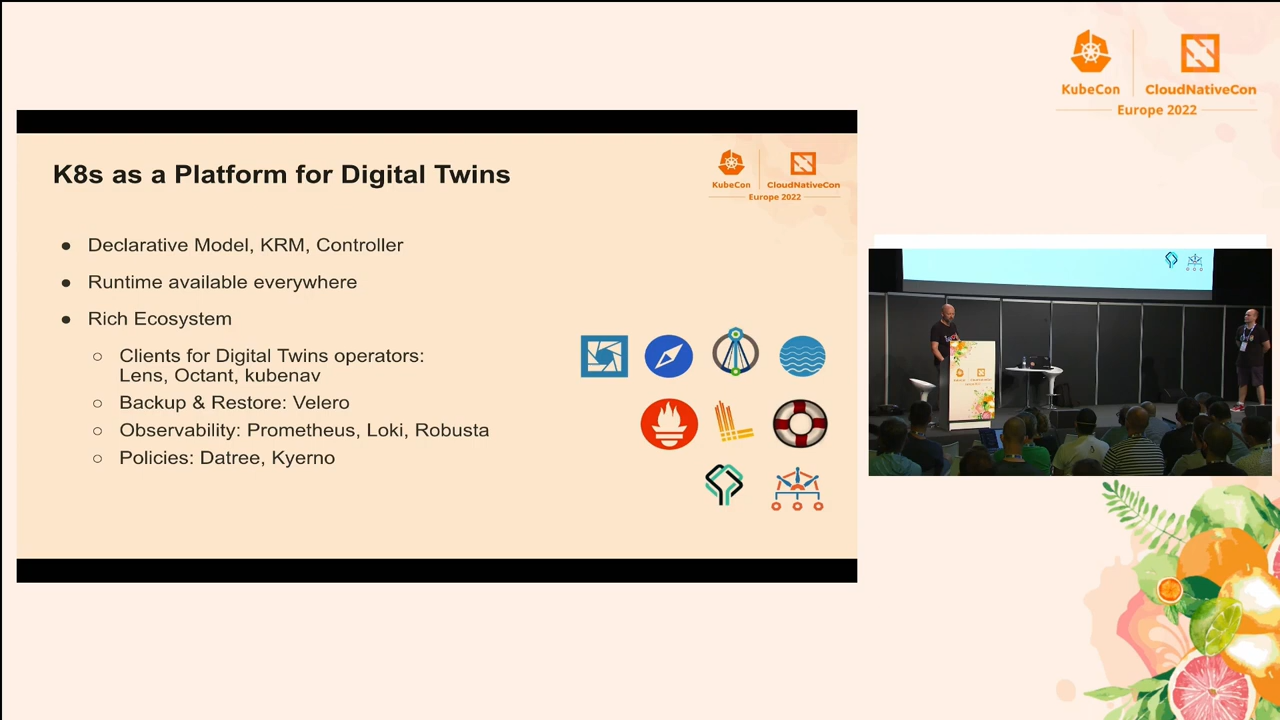 KubeCon
CloudNativeCon
Europe 2022
K8s as a Platform for Digital Twins
KubeCon
CloudNativeCon
Europe 2022
● Declarative Model, KRM, Controller
● Runtime available everywhere
● Rich Ecosystem
○ Clients for Digital Twins operators:
Lens, Octant, kubenav
○ Backup & Restore: Velero
○ Observability: Prometheus, Loki, Robusta
○ Policies: Datree, Kyerno